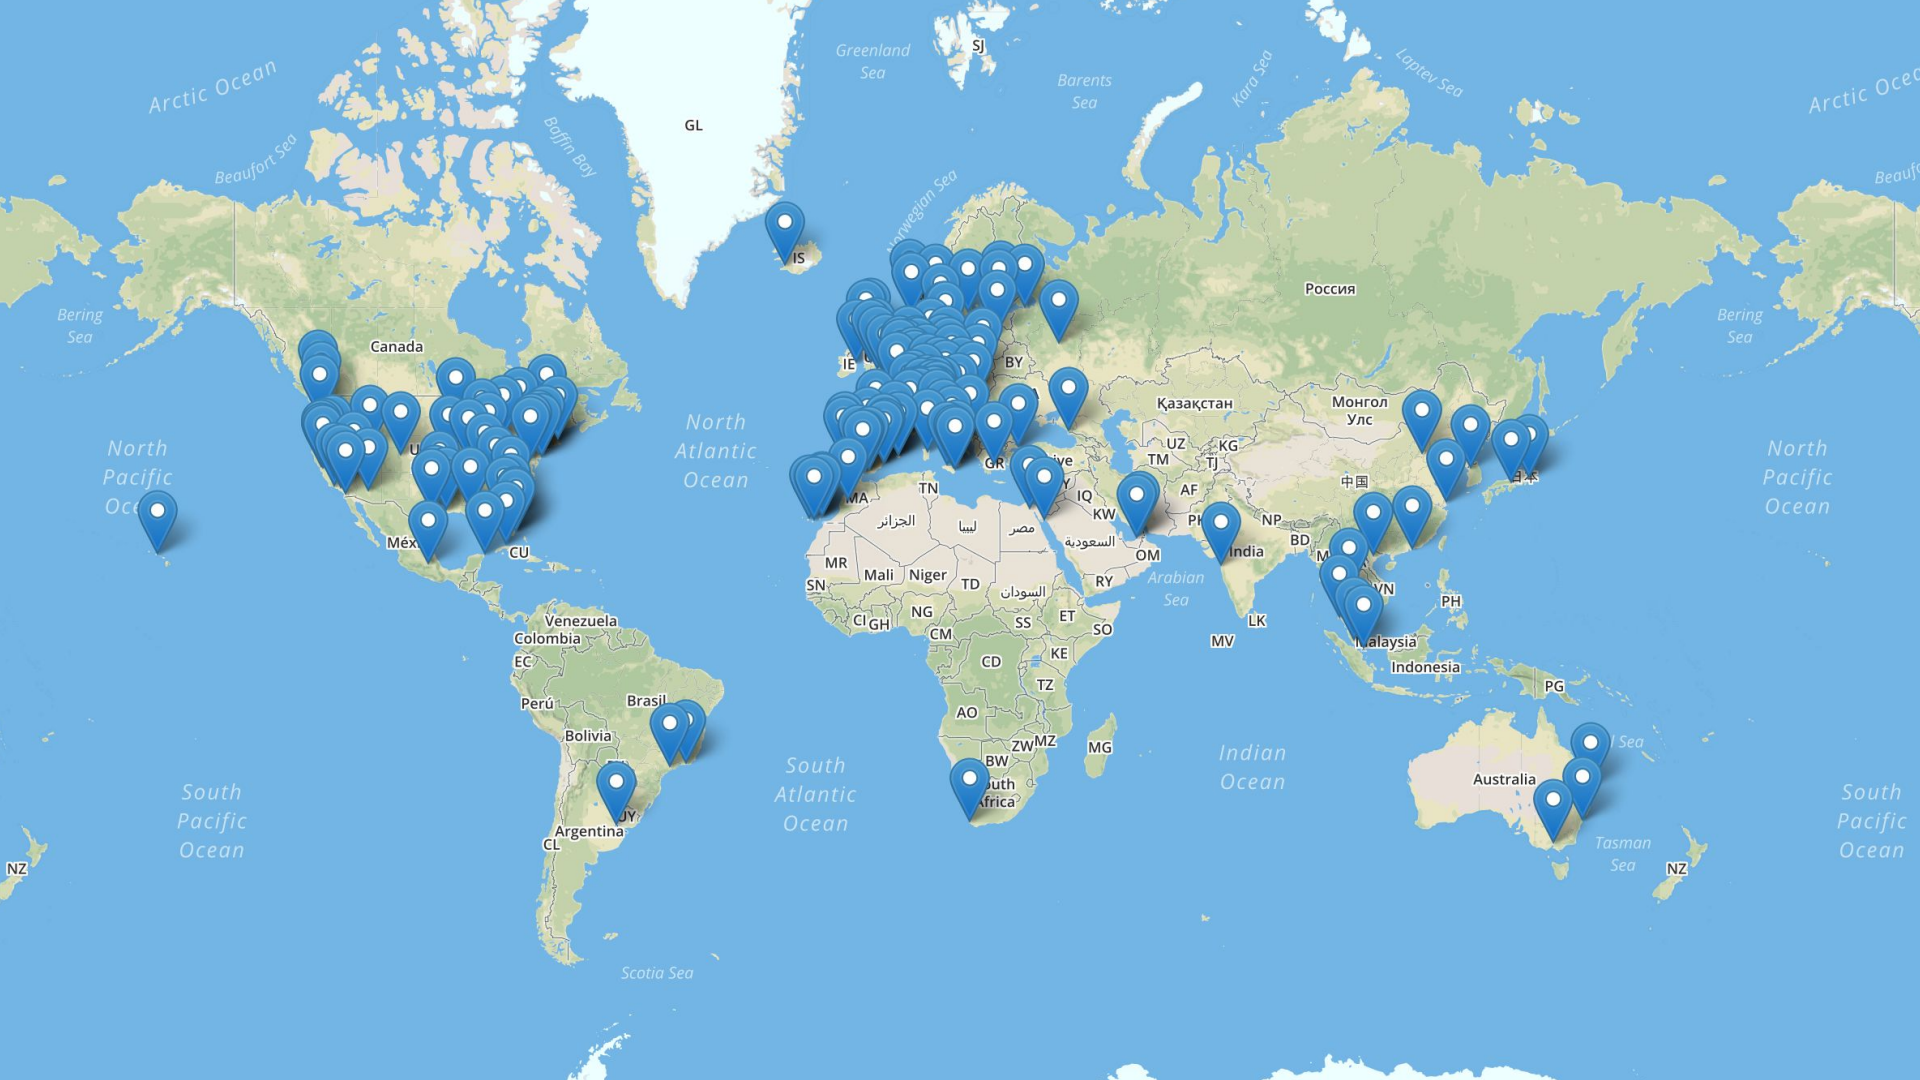 SJ
Greenland
Sea
Barents
Sea
Kara Sea
Laptev Sea
Arctic Ocean
Arctic Oce
GL
Baffin Bay
Beaufort Sea
Beaufo
Norwegian Sea
IS
Россия
Bering
Sea
Bering
Sea
Canada
IE
BY
Қазақстан
Монгол
Улс
North
Atlantic
Ocean
North
Pacific
Oce
North
Pacific
Ocean
UZ
KG
TM
TJ
GR
iye
中国
日本
MA
TN
IQ
AF
KW
PK
NP
BD
الجزائر
ليبيا
مصر
السعودية
OM
India
Méx
CU
MR
Mali
Niger
TD
السودان
RY
Arabian
Sea
SN
VN
PH
NG
ET
CI
GH
SS
SO
LK
CM
MV
Venezuela
Colombia
EC
CD
KE
Malaysia
Indonesia
TZ
PG
Perú
Brasil
AO
Bolivia
ZW
MZ
MG
BW
l Sea
Indian
Ocean
South
Atlantic
Ocean
Australia
outh
Africa
South
Pacific
Ocean
South
Pacific
Ocean
UY
Argentina
CL
Tasman
Sea
NZ
NZ
Scotia Sea